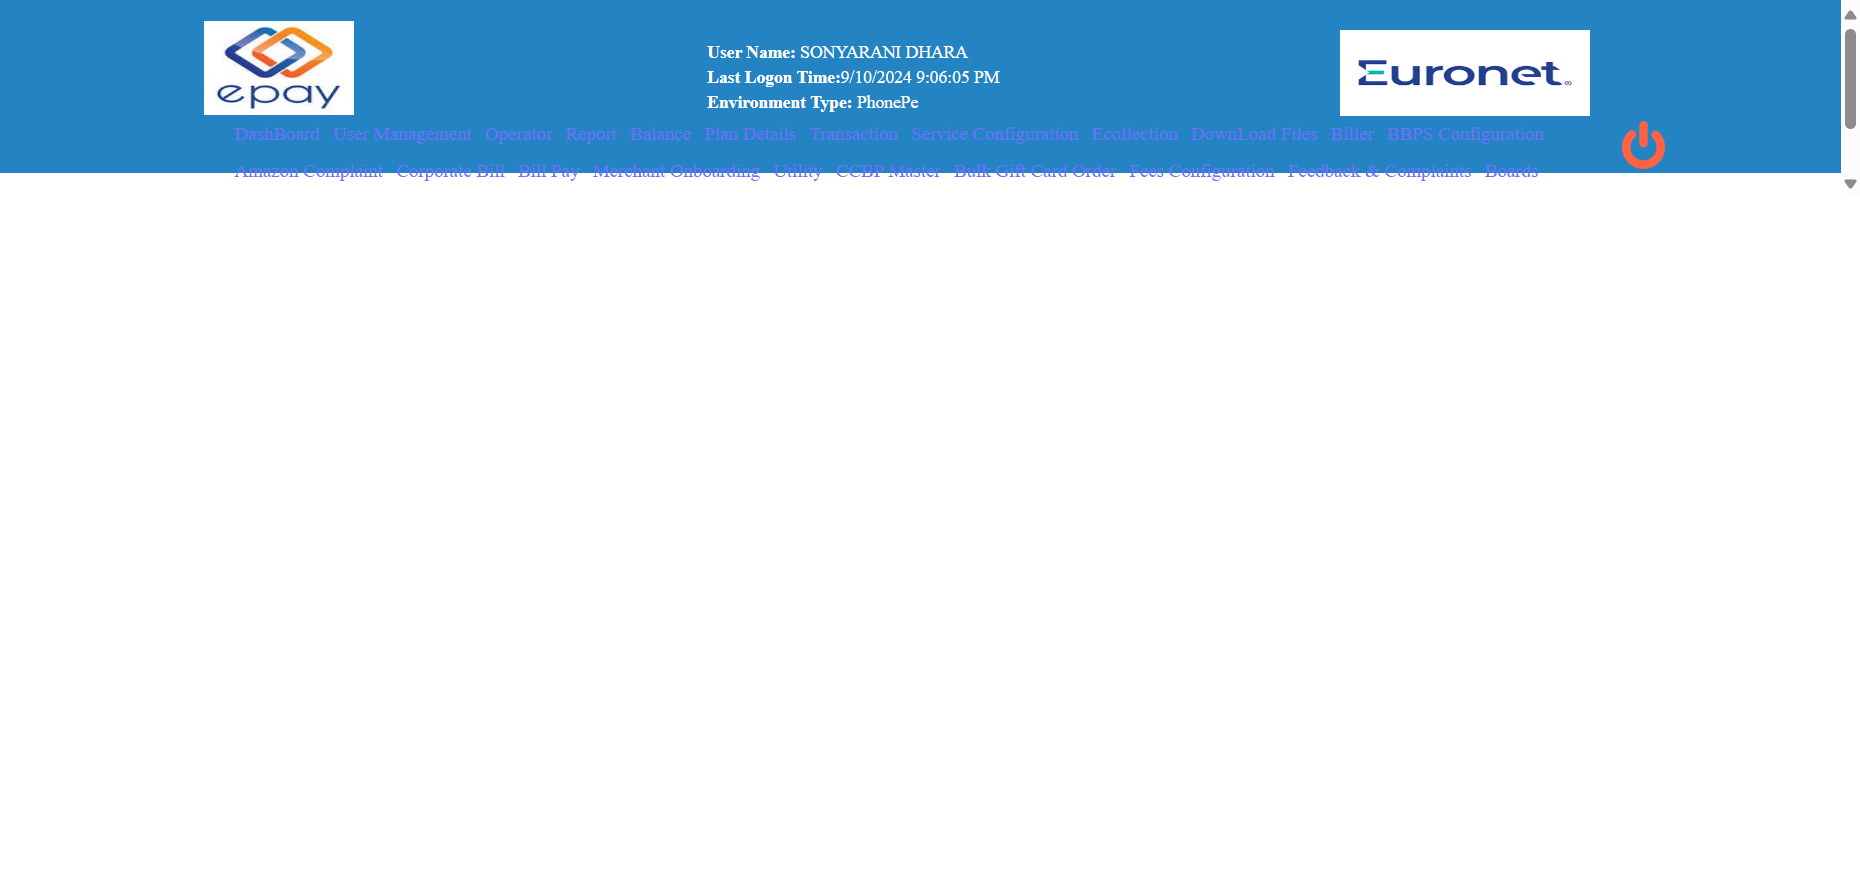 epay
User Name: SONYARANI DHARA
Last Logon Time:9/10/2024 9:06:05 PM
Environment Type: PhonePe
Euronet®
DashBoard User Management Operator Report Balance Plan Details Transaction Service Configuration Ecollection DownLoad Files Biller BBPS Configuration
Amazon Complaint Corporate Bill Bill Pay Merchant Onboarding Utility CCBP Master Bulk Gift Card Order Fees Configuration Feedback & Complaints Boards